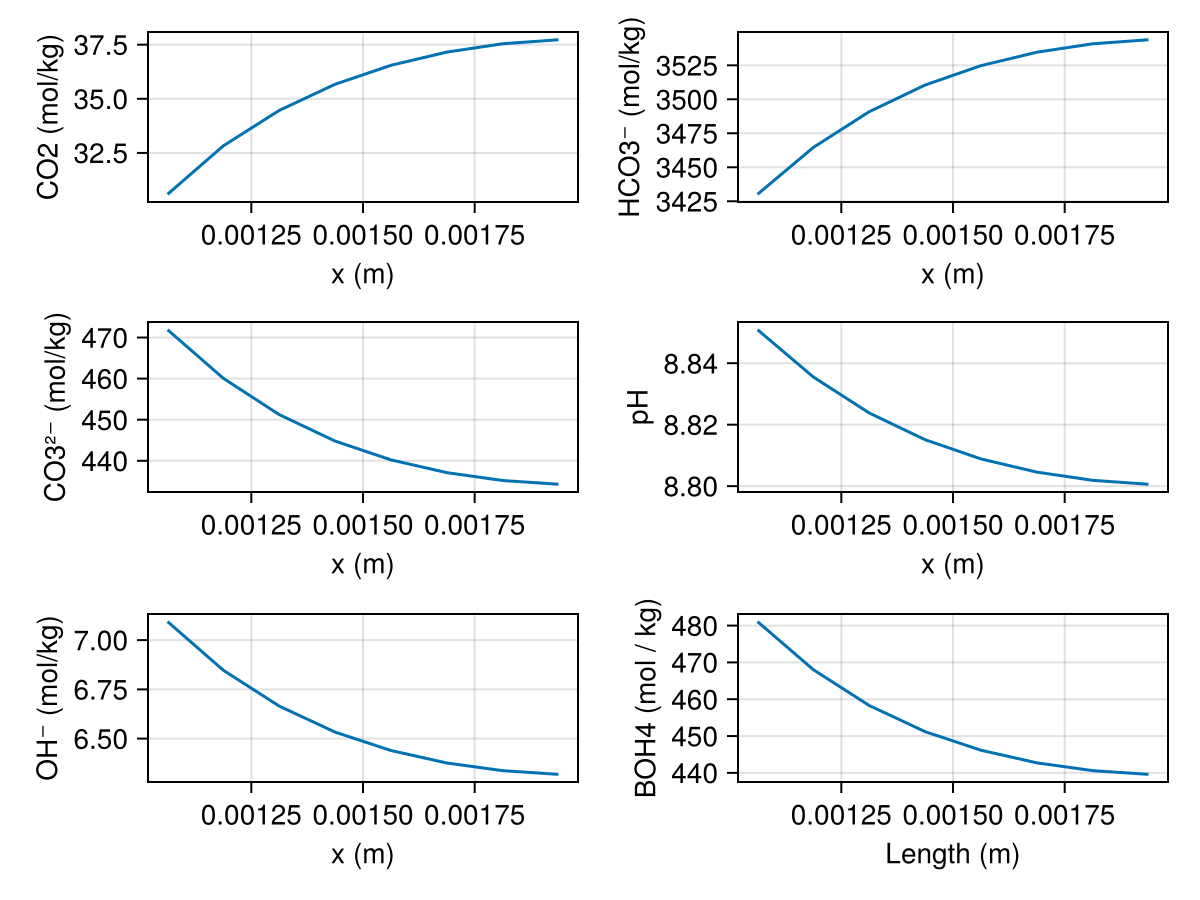 CO2 (mol/kg)
37.5
35.0
32.5
0.00125 0.00150 0.00175
x (m)
HCO3⁻ (mol/kg)
3525
3500
3475
3450
3425
0.00125 0.00150 0.00175
x (m)
CO3²⁻ (mol/kg)
470
460
450
440
0.00125 0.00150 0.00175
x (m)
pH
8.84
8.82
8.80
0.00125 0.00150 0.00175
x (m)
OH⁻ (mol/kg)
7.00
6.75
6.50
0.00125 0.00150 0.00175
x (m)
BOH4 (mol / kg)
480
470
460
450
440
0.00125 0.00150 0.00175
Length (m)